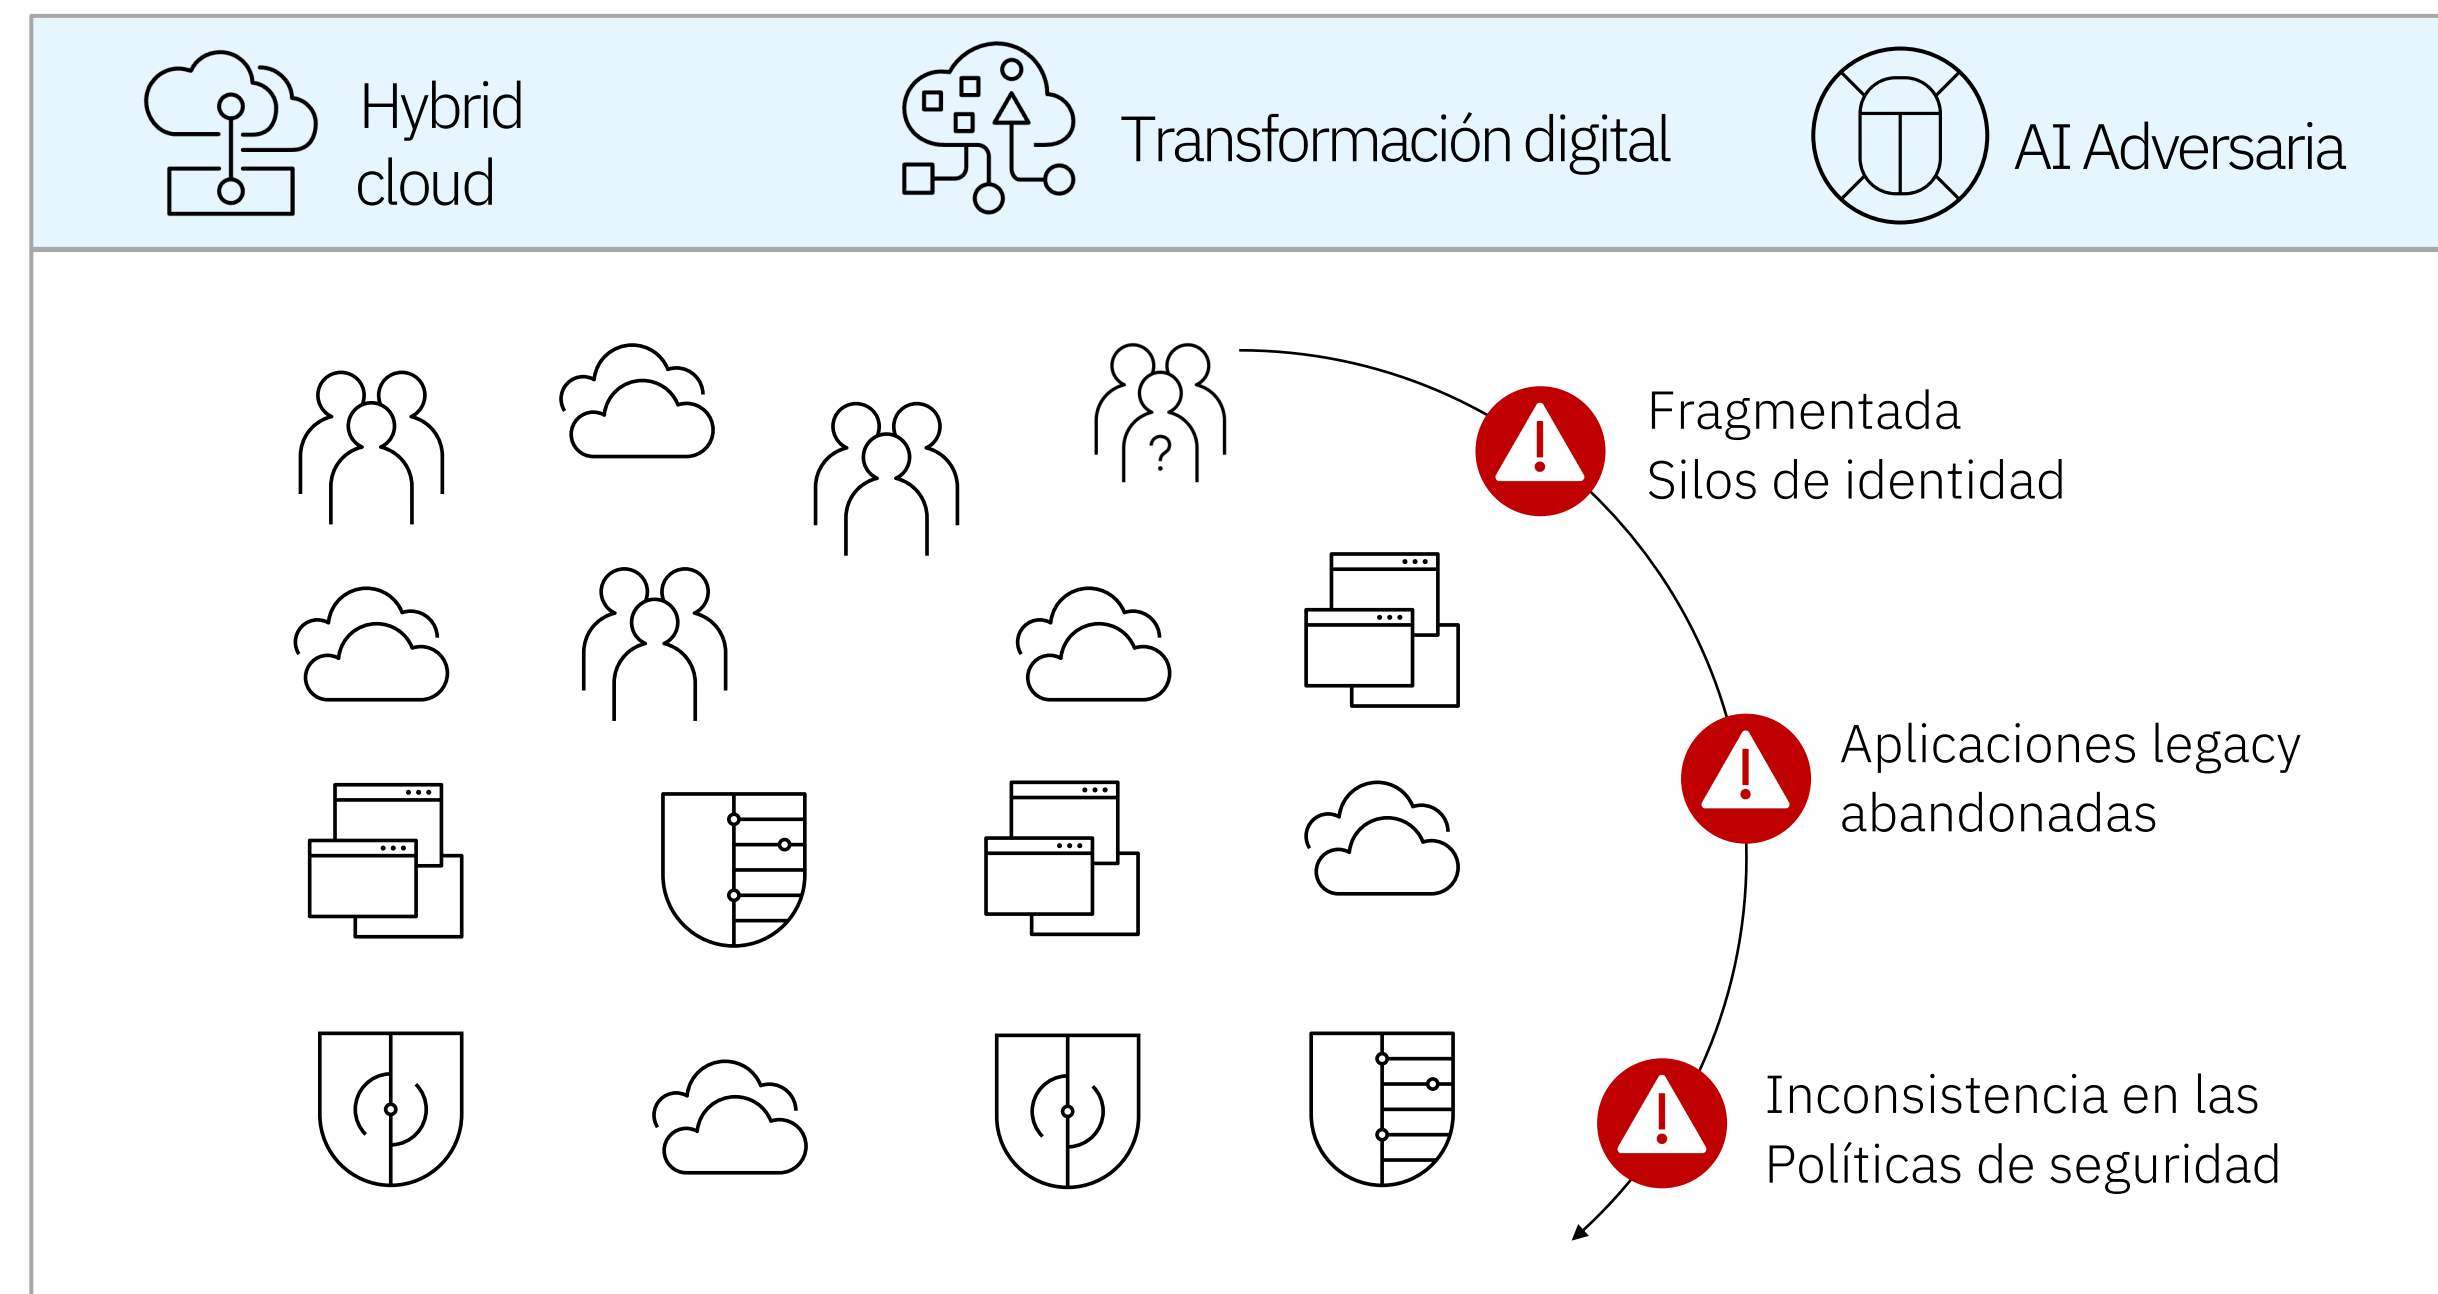 Hybrid
cloud
Transformación digital
AI Adversaria
?
Fragmentada
Silos de identidad
Aplicaciones legacy
abandonadas
Inconsistencia en las
Políticas de seguridad